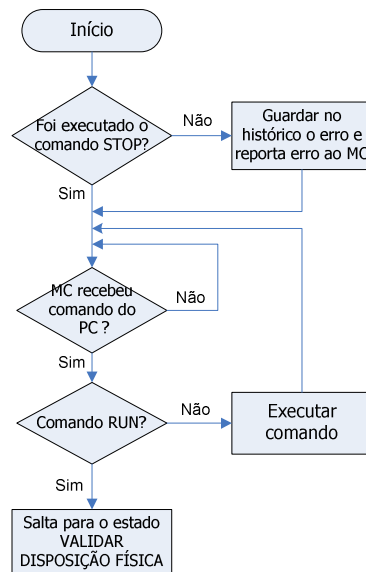 Início
Foi executado o
comando STOP?
Não
Guardar no
histórico o erro e
reporta erro ao MC
Sim
MC recebeu
comando do
PC ?
Não
Sim
Comando RUN?
Não
Executar
comando
Sim
Salta para o estado
VALIDAR
DISPOSIÇÃO FÍSICA